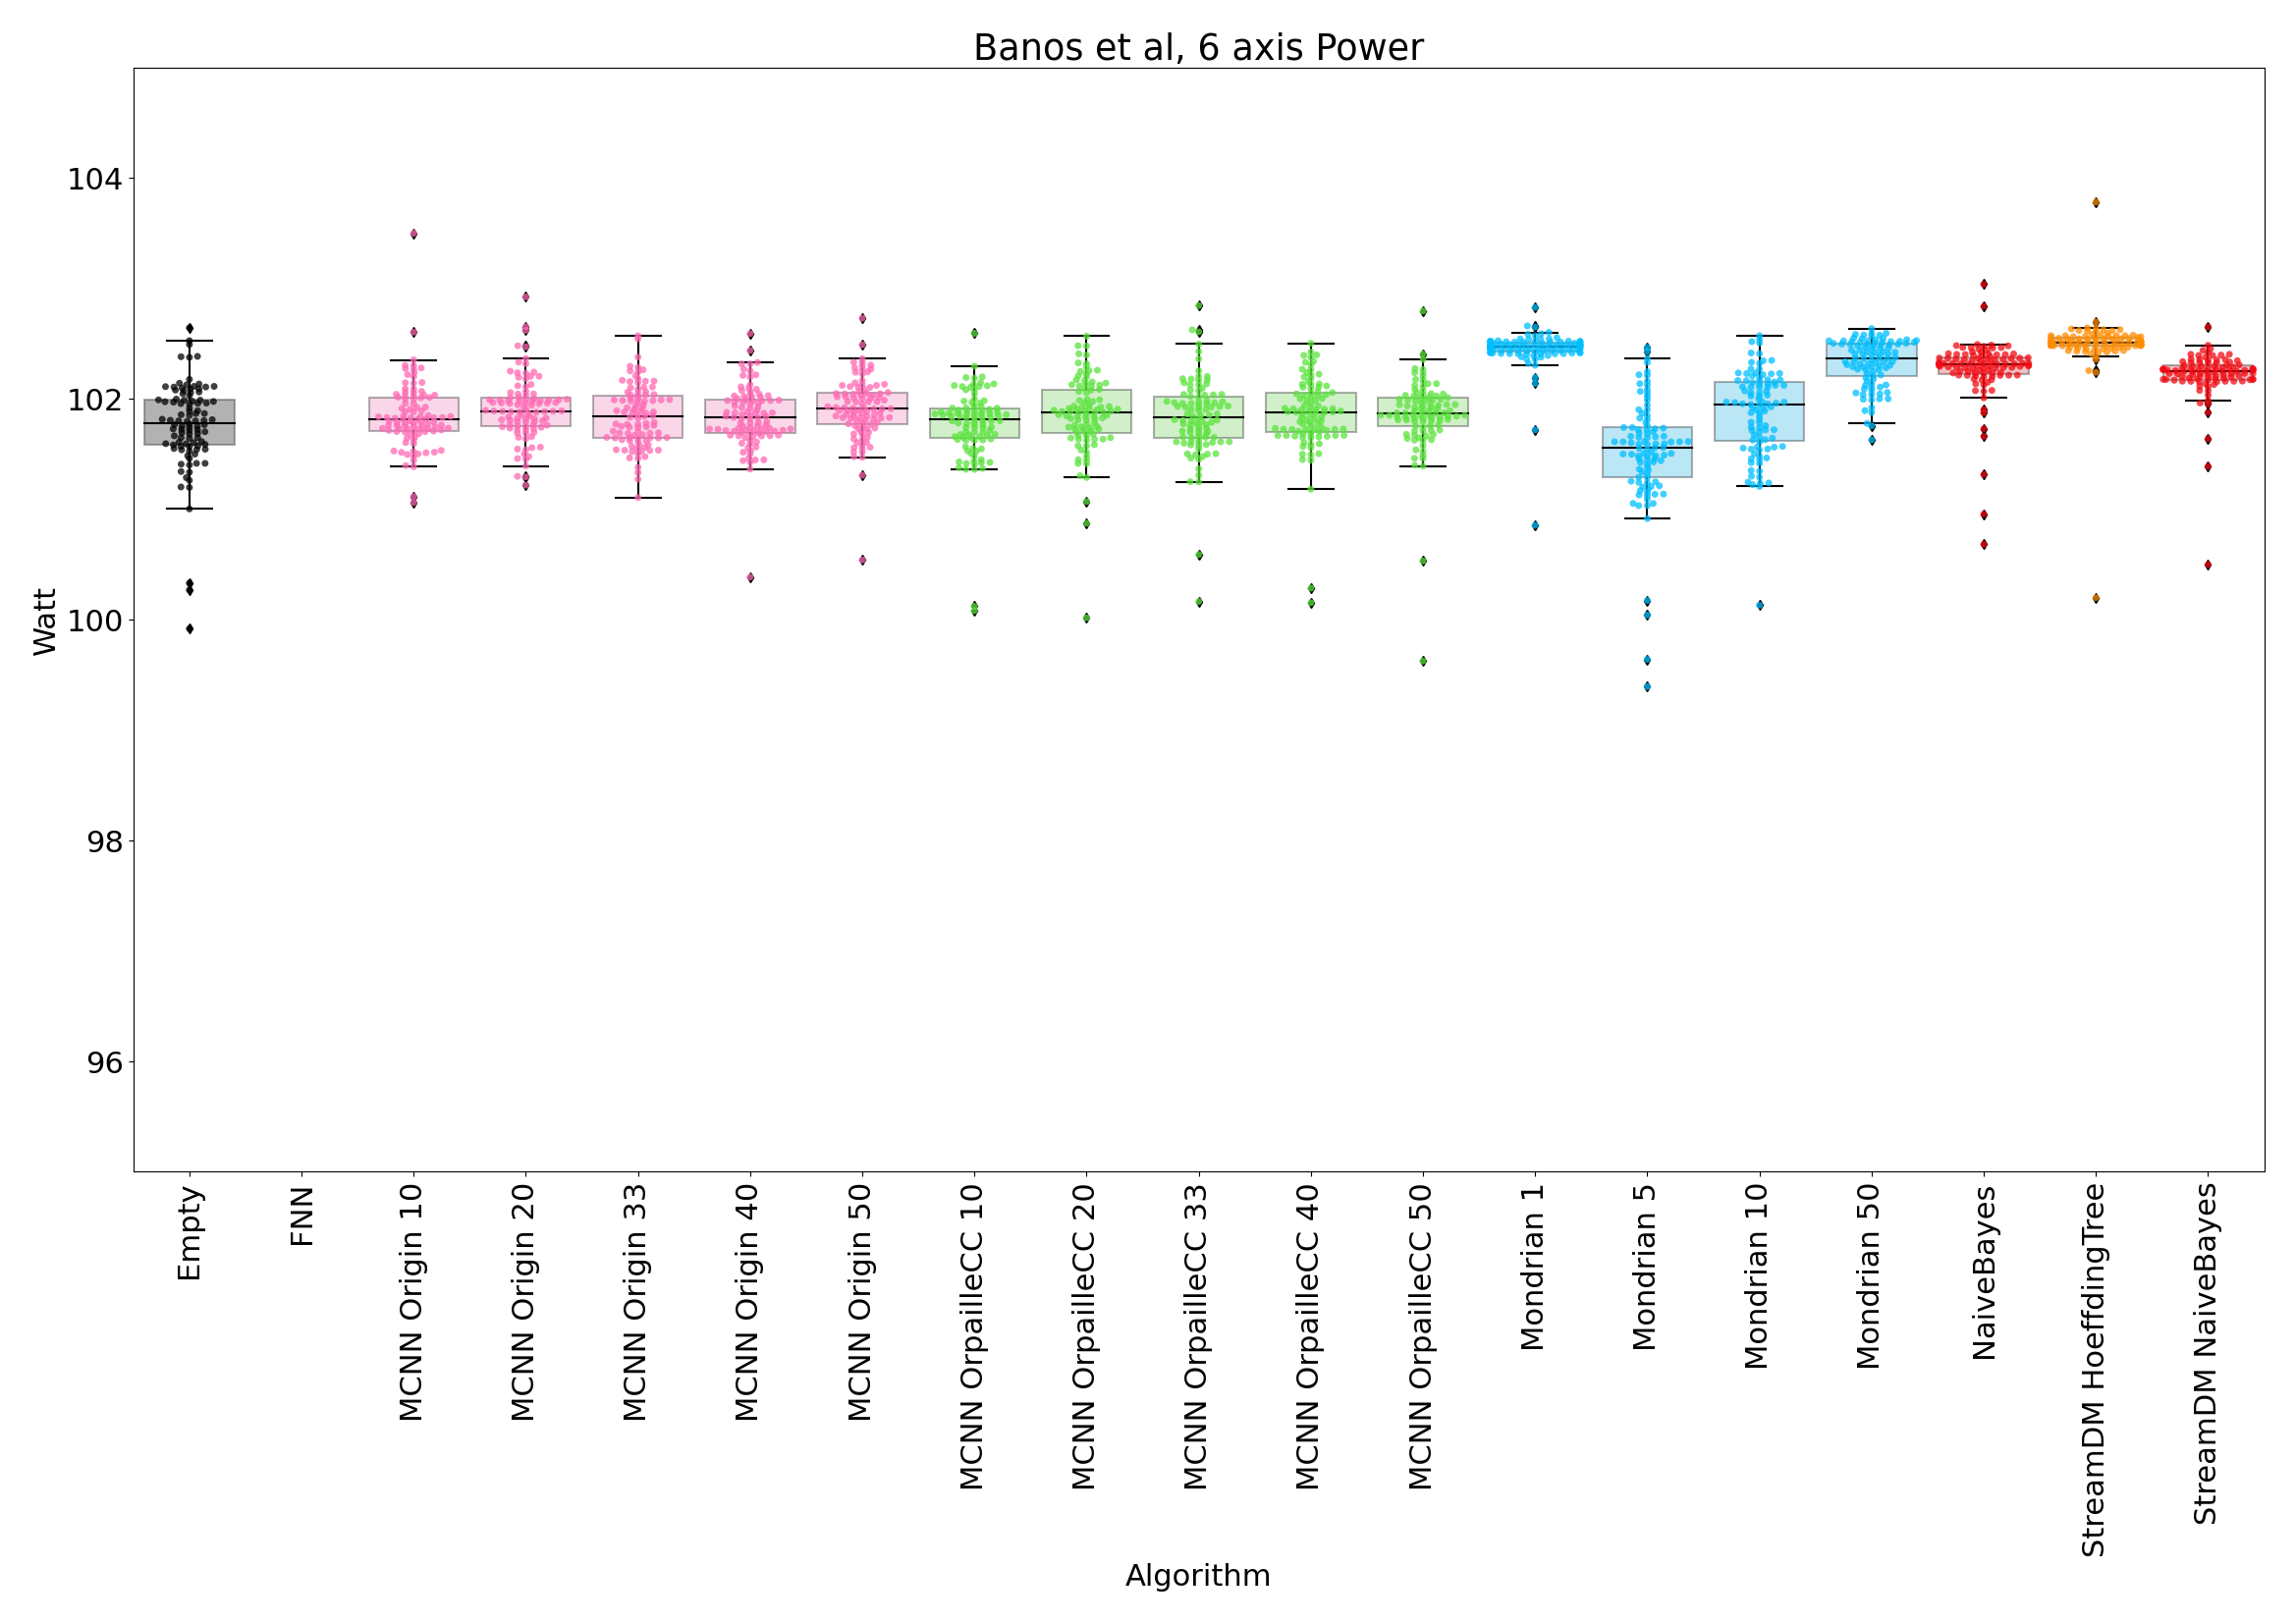 Banos et al, 6 axis Power
Watt
104
102
100
98
96
Empty
FNN
MCNN Origin 10
MCNN Origin 20
MCNN Origin 33
MCNN Origin 40
MCNN Origin 50
MCNN OrpailleCC 10
MCNN OrpailleCC 20
MCNN OrpailleCC 33
MCNN OrpailleCC 40
MCNN OrpailleCC 50
Mondrian 1
Mondrian 5
Mondrian 10
Mondrian 50
NaiveBayes
StreamDM HoeffdingTree
StreamDM NaiveBayes
Algorithm